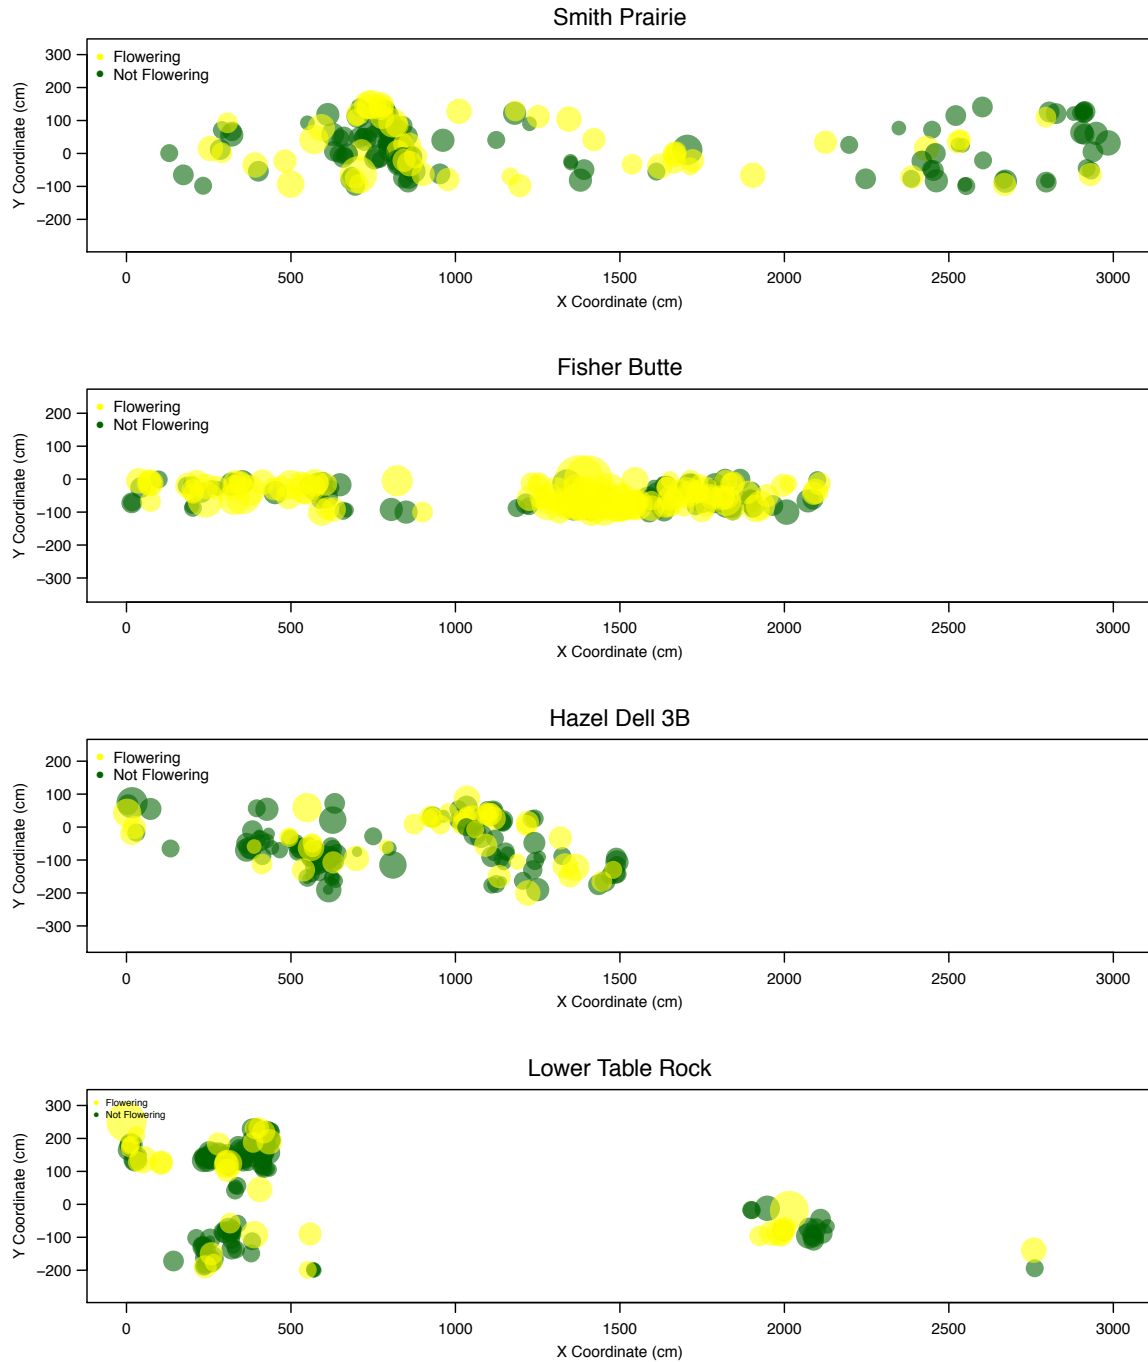 Smith Prairie
Flowering
Not Flowering
Y Coordinate (cm)
300
200
100
0
−100
−200
0 500 1000 1500 2000 2500 3000
X Coordinate (cm)
Fisher Butte
Flowering
Not Flowering
Y Coordinate (cm)
200
100
0
−100
−200
−300
0 500 1000 1500 2000 2500 3000
X Coordinate (cm)
Hazel Dell 3B
Flowering
Not Flowering
Y Coordinate (cm)
200
100
0
−100
−200
−300
0 500 1000 1500 2000 2500 3000
X Coordinate (cm)
Lower Table Rock
Flowering
Not Flowering
Y Coordinate (cm)
300
200
100
0
−100
−200
0 500 1000 1500 2000 2500 3000
X Coordinate (cm)